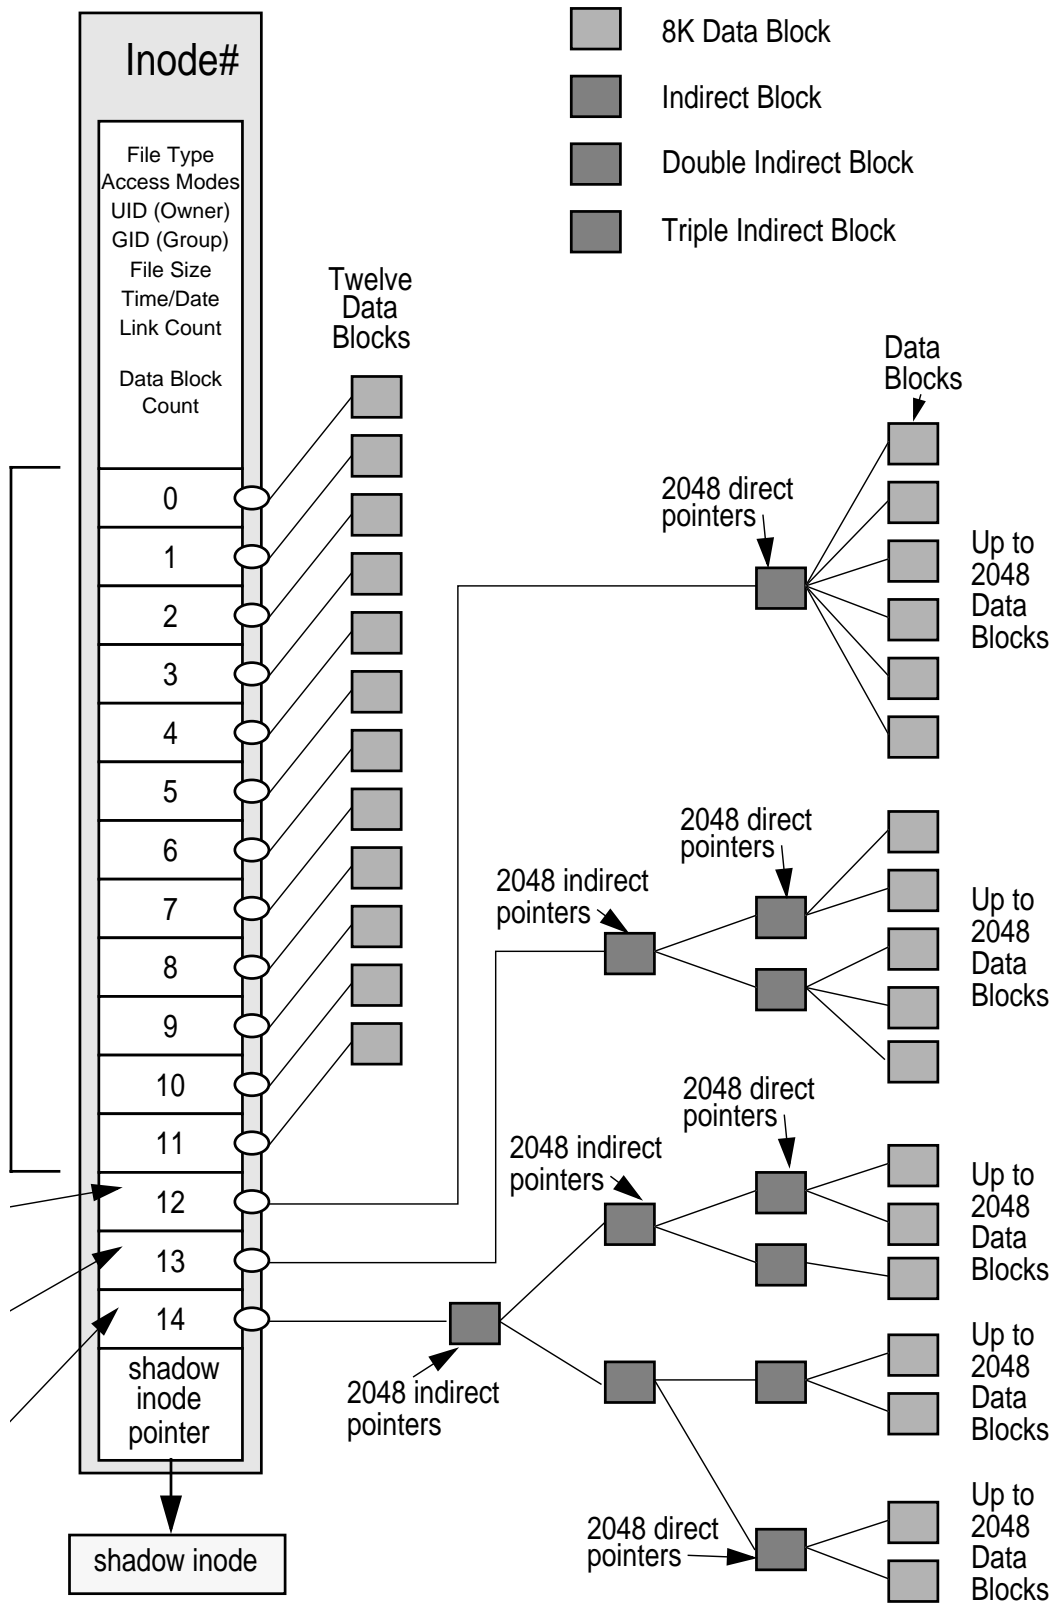 Inode#
File Type
Access Modes
UID (Owner)
GID (Group)
File Size
Time/Date
Link Count
Data Block
Count
0
1
2
3
4
5
6
7
8
9
10
11
12
13
14
shadow
inode
pointer
shadow inode
Twelve
Data
Blocks
8K Data Block
Indirect Block
Double Indirect Block
Triple Indirect Block
Data
Blocks
2048 direct
pointers
Up to
2048
Data
Blocks
2048 direct
pointers
2048 indirect
pointers
Up to
2048
Data
Blocks
2048 direct
pointers
2048 indirect
pointers
Up to
2048
Data
Blocks
2048 indirect
pointers
Up to
2048
Data
Blocks
2048 direct
pointers
Up to
2048
Data
Blocks